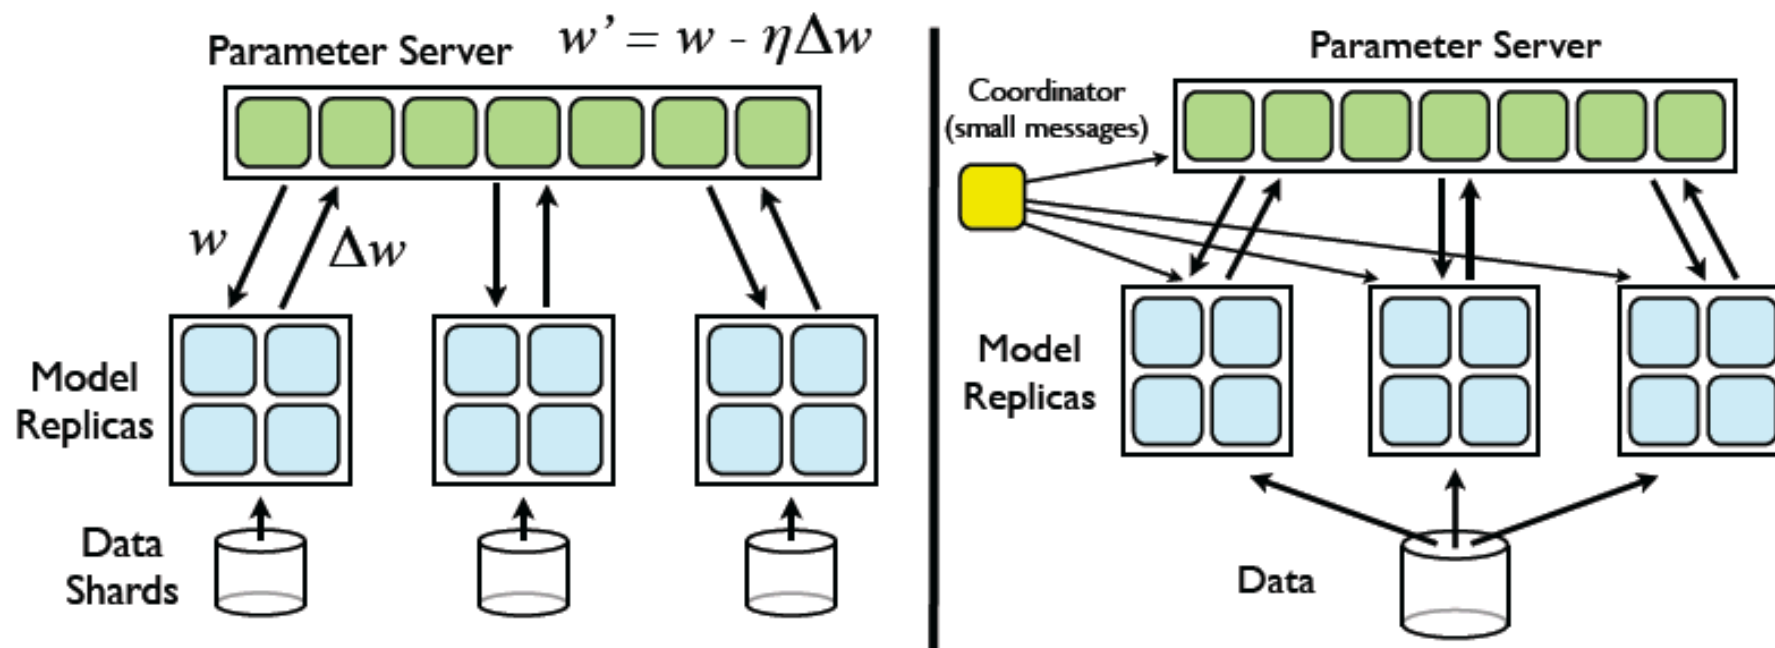 Parameter Server
w’ = w - ηΔw
w
Δw
Model
Replicas
Data
Shards
Parameter Server
Coordinator
(small messages)
Model
Replicas
Data